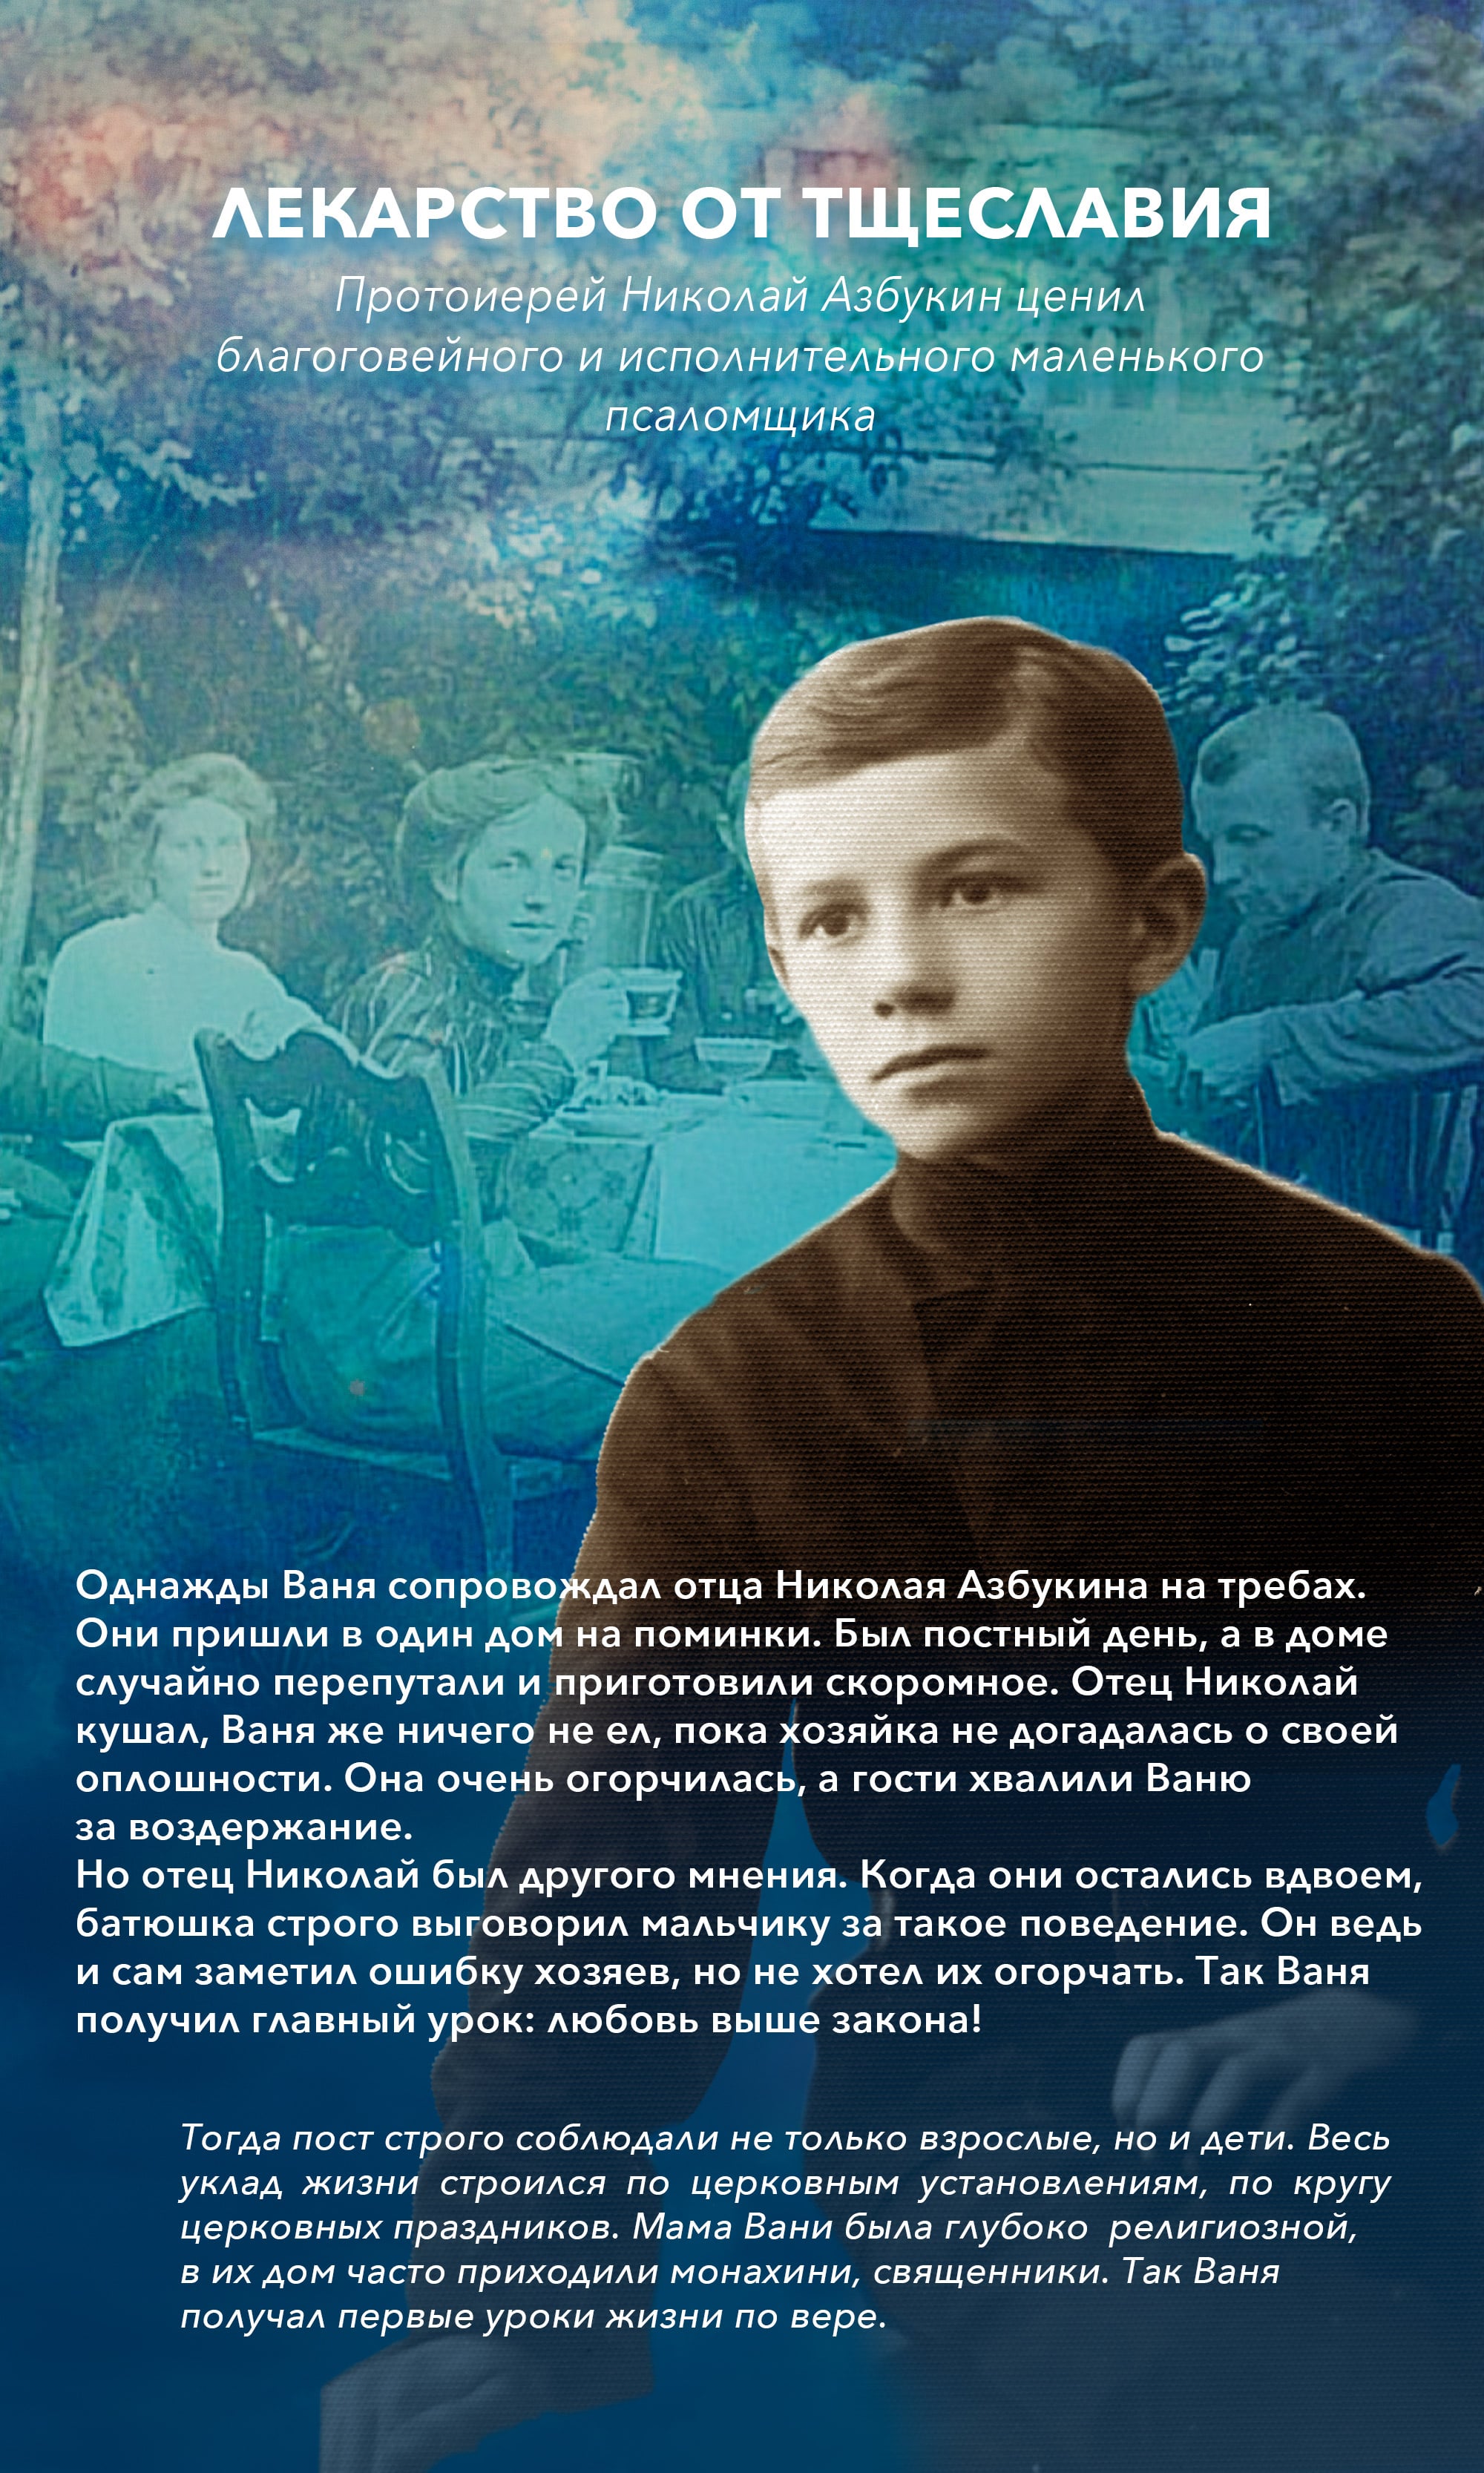 ЛЕКАРСТВО ОТ ТЩЕСЛАВИЯ
Протоиерей Николай Азбукин ценил
благоговейного и исполнительного маленького
псаломщика
Однажды Ваня сопровождал отца Николая Азбукина на требах.
Они пришли в один дом на поминки. Был постный день, а в доме
случайно перепутали и приготовили скоромное. Отец Николай
кушал, Ваня же ничего не ел, пока хозяйка не догадалась о своей
оплошности. Она очень огорчилась, а гости хвалили Ваню
за воздержание.
Но отец Николай был другого мнения. Когда они остались вдвоем,
батюшка строго выговорил мальчику за такое поведение. Он ведь
и сам заметил ошибку хозяев, но не хотел их огорчать. Так Ваня
получил главный урок: любовь выше закона!
Тогда пост строго соблюдали не только взрослые, но и дети. Весь
уклад жизни строился по церковным установлениям, по кругу
церковных праздников. Мама Вани была глубоко религиозной,
в их дом часто приходили монахини, священники. Так Ваня
получал первые уроки жизни по вере.